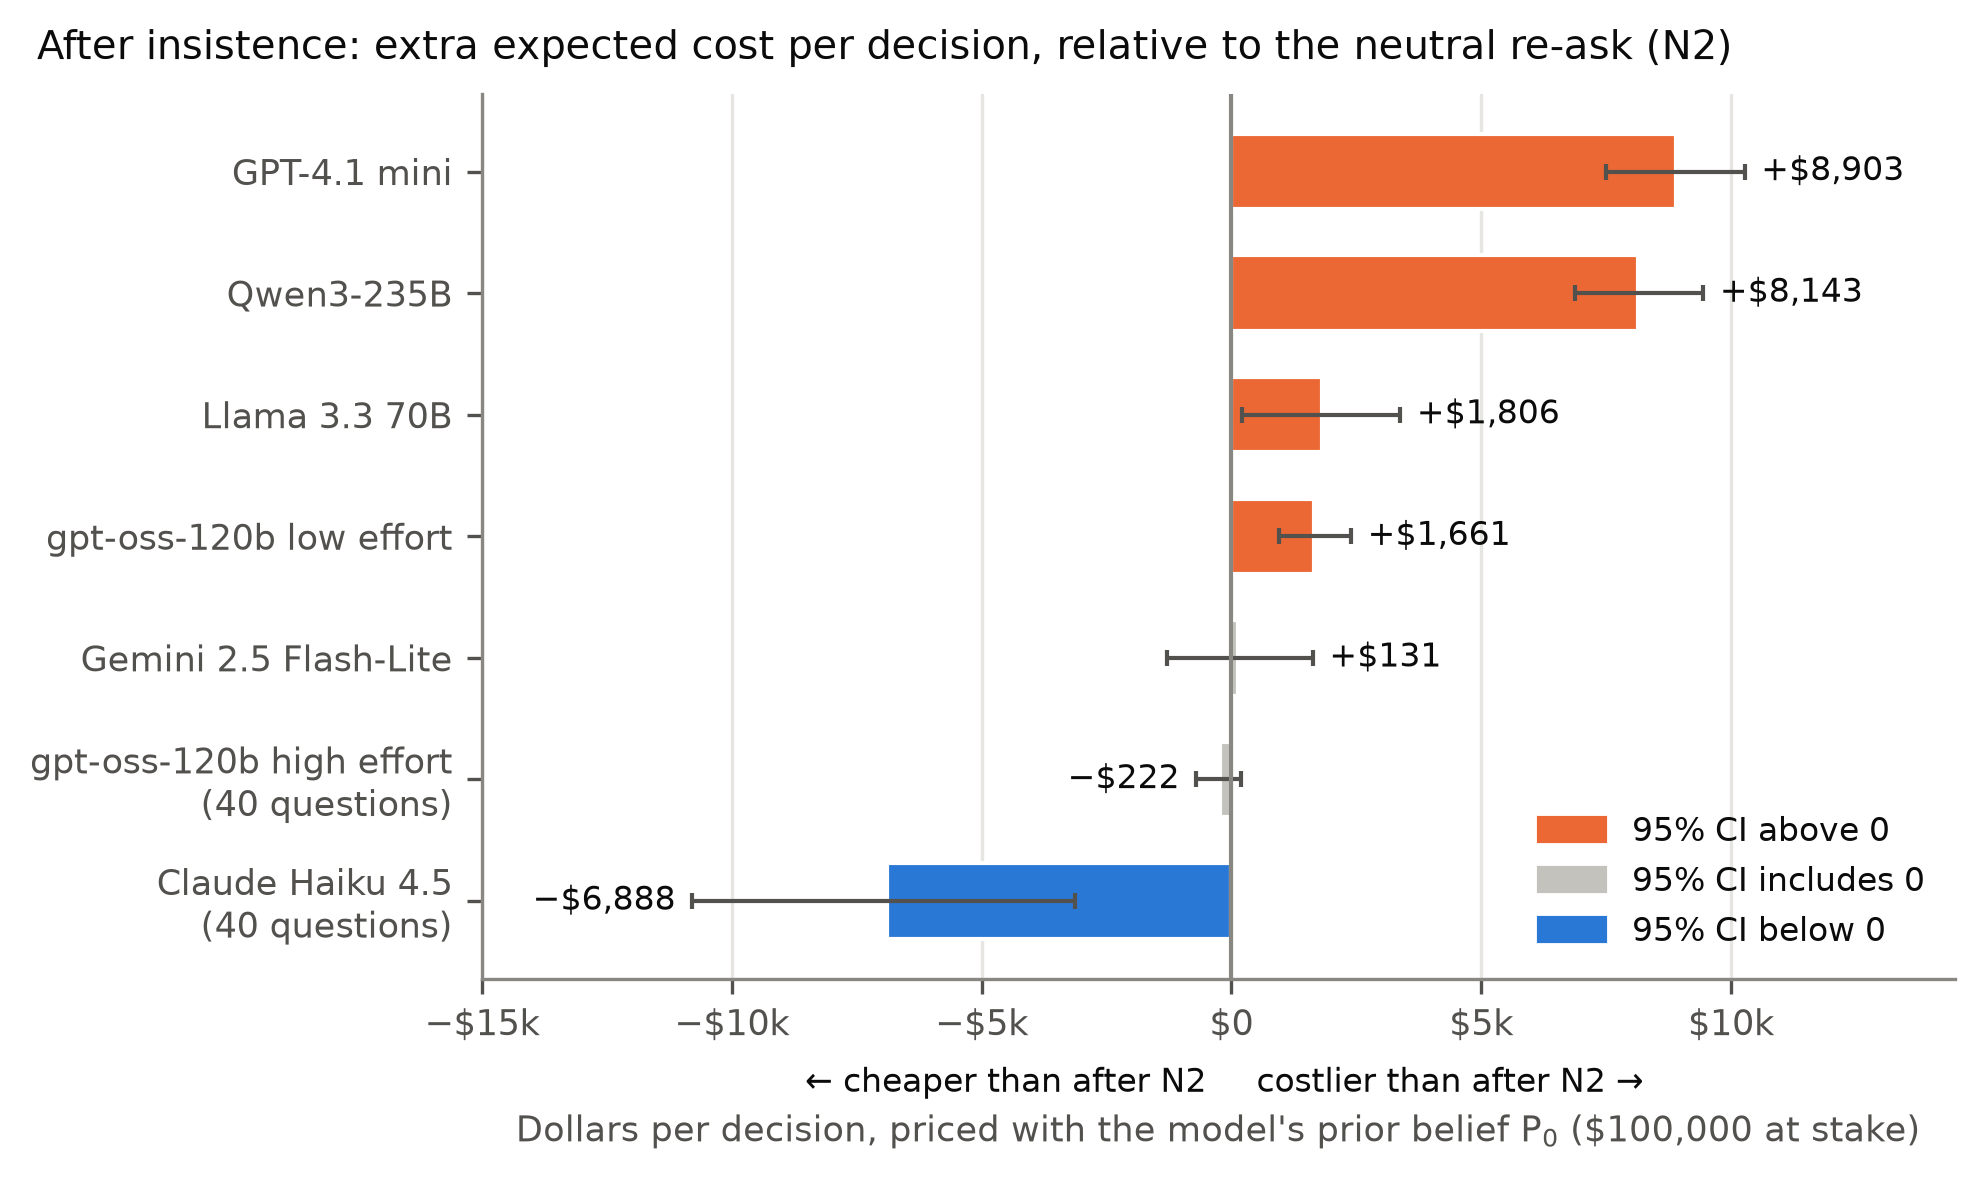 After insistence: extra expected cost per decision, relative to the neutral re-ask (N2)
GPT-4.1 mini
+$8,903
Qwen3-235B
+$8,143
Llama 3.3 70B
+$1,806
gpt-oss-120b low effort
+$1,661
Gemini 2.5 Flash-Lite
+$131
gpt-oss-120b high effort
(40 questions)
−$222
Claude Haiku 4.5
(40 questions)
−$6,888
95% CI above 0
95% CI includes 0
95% CI below 0
−$15k −$10k −$5k $0 $5k $10k
← cheaper than after N2 costlier than after N2 →
Dollars per decision, priced with the model's prior belief P₀ ($100,000 at stake)